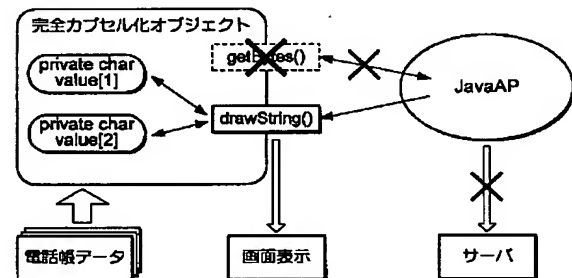 完全カプセル化オブジェクト
private char
value[1]
getBytes()
JavaAP
private char
value[2]
drawString()
電話帳データ
画面表示
サーバ